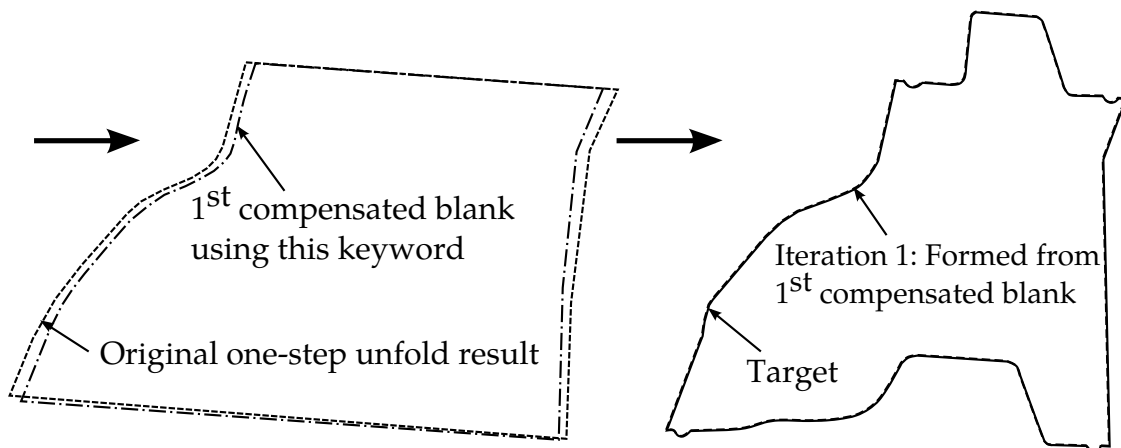 1st compensated blank
using this keyword
Original one-step unfold result
Iteration 1: Formed from
1st compensated blank
Target